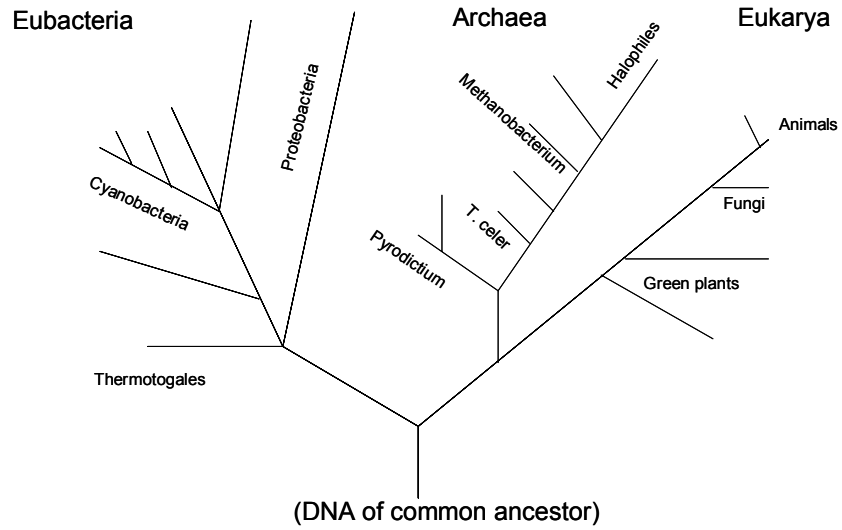 Eubacteria
Archaea
Eukarya
Proteobacteria
Halophiles
Methanobacterium
Animals
Cyanobacteria
Fungi
T. celer
Pyrodictium
Green plants
Thermotogales
(DNA of common ancestor)